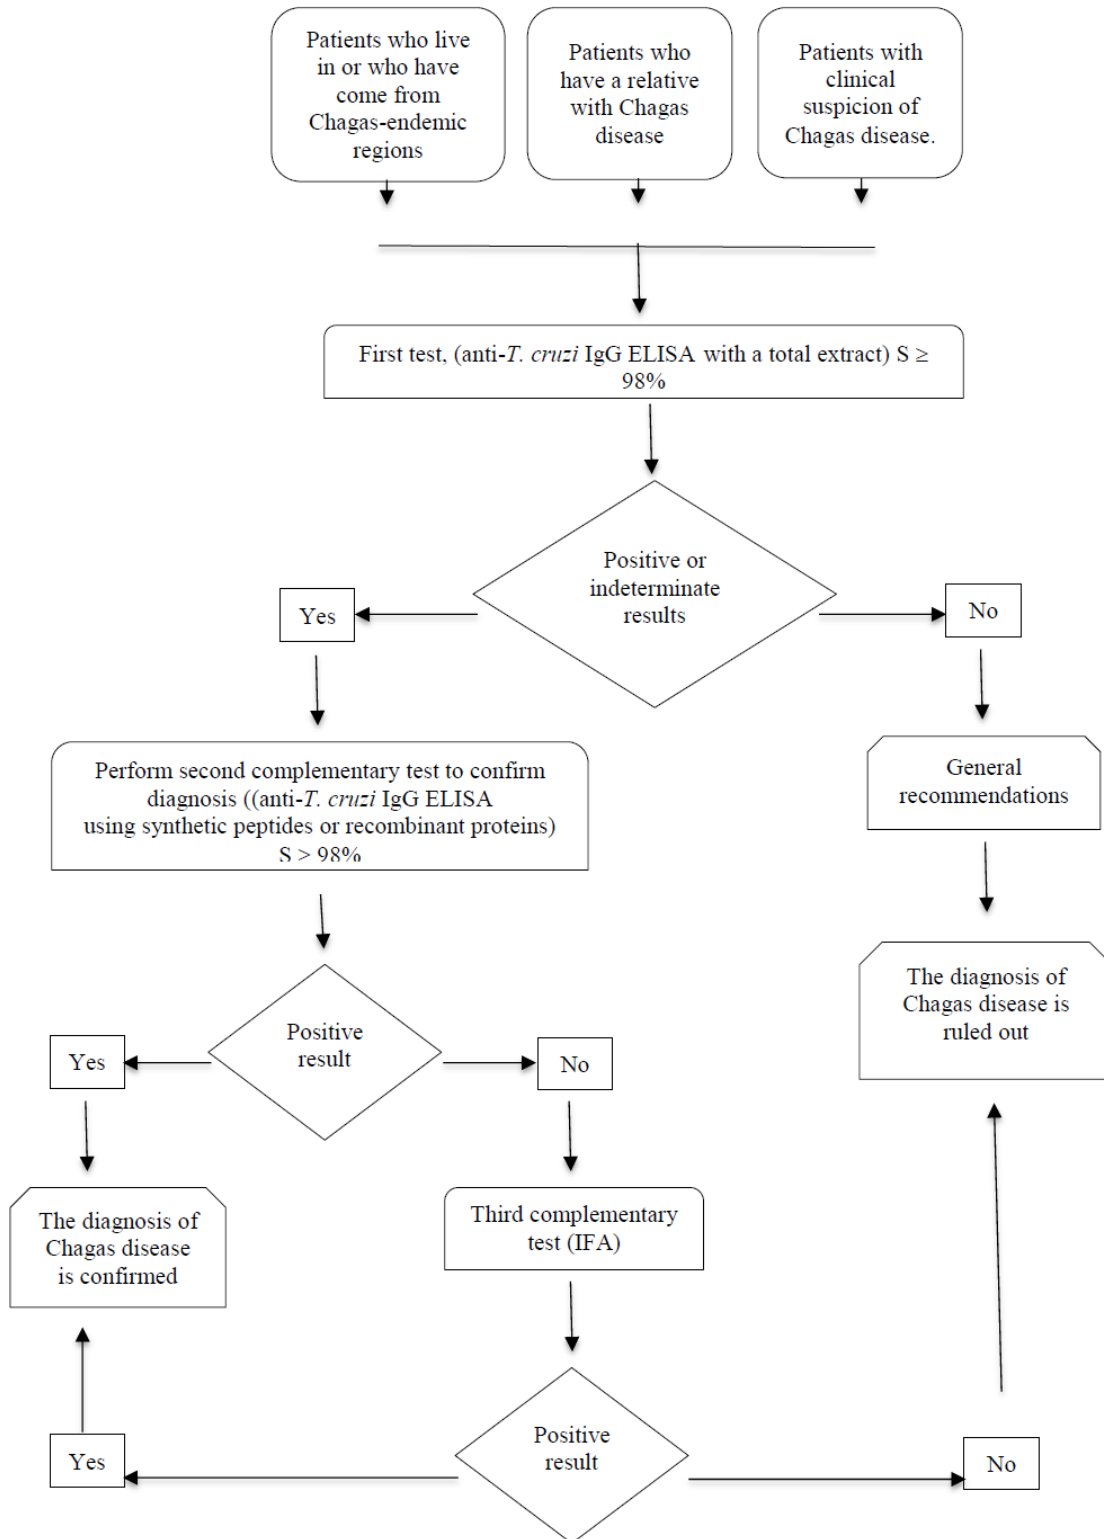 Patients who live
in or who have
come from
Chagas-endemic
regions
Patients who
have a relative
with Chagas
disease
Patients with
clinical
suspicion of
Chagas disease.
First test, (anti-T. cruzi IgG ELISA with a total extract) S ≥
98%
Positive or
indeterminate
results
Yes
No
Perform second complementary test to confirm
diagnosis ((anti-T. cruzi IgG ELISA
using synthetic peptides or recombinant proteins)
S > 98%
General
recommendations
The diagnosis of
Chagas disease is
ruled out
Positive
result
Yes
No
The diagnosis of
Chagas disease
is confirmed
Third complementary
test (IFA)
Positive
result
Yes
No